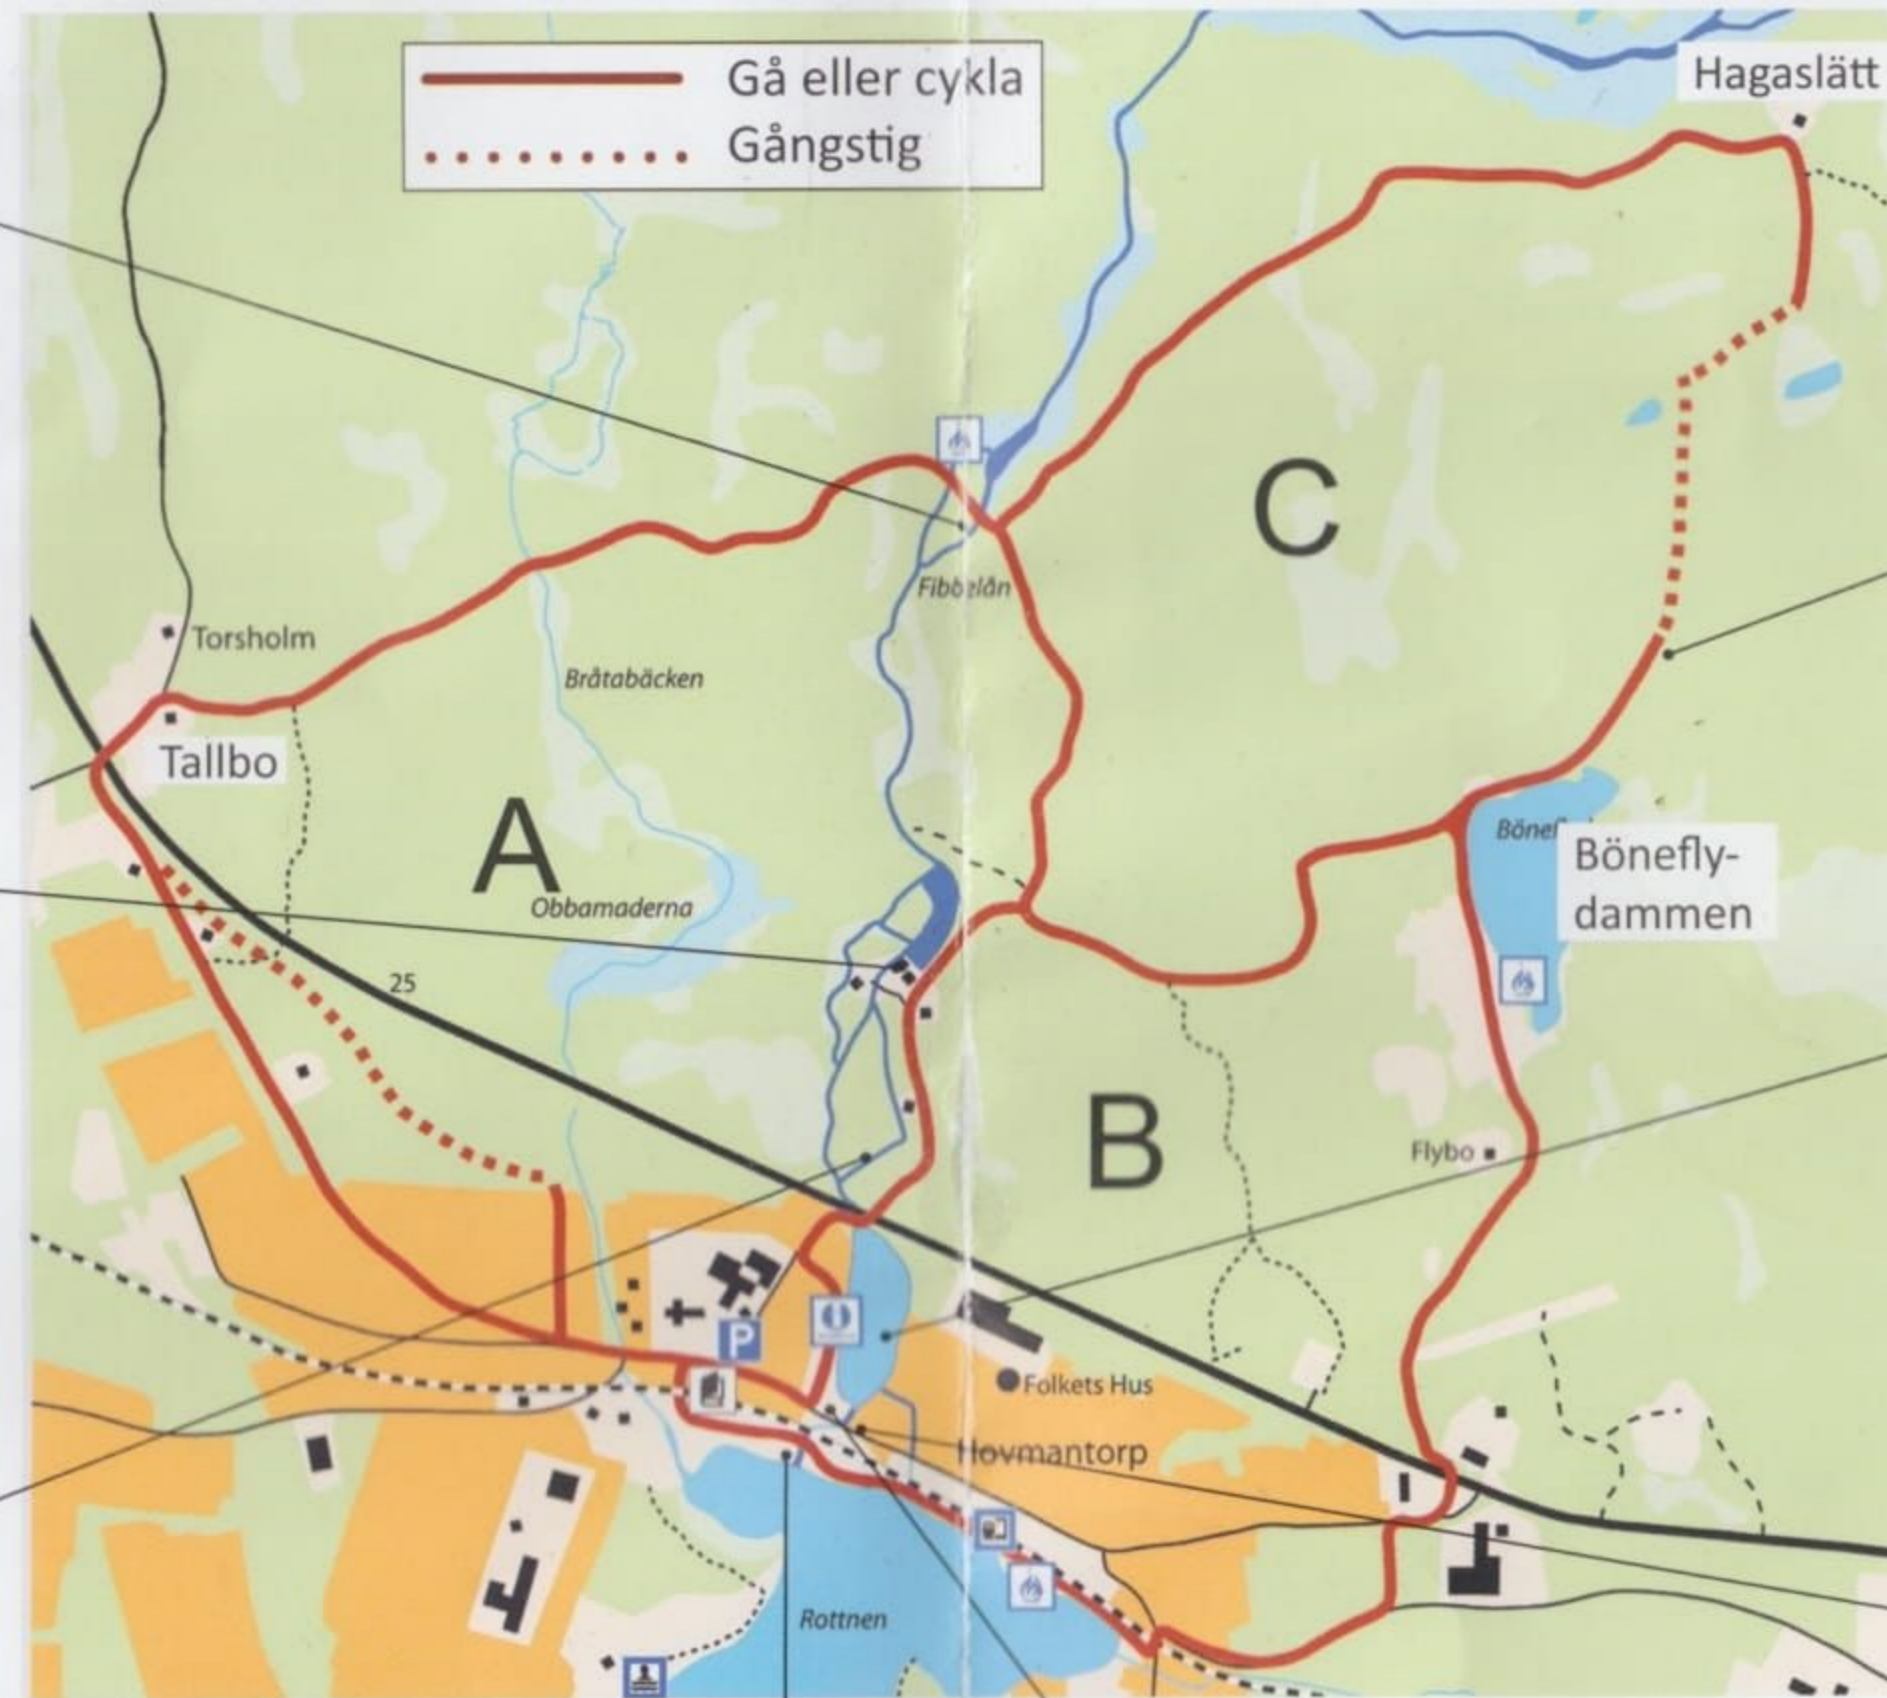 Gå eller cykla
Gångstig
Hagaslätt
C
Fibbelån
Torsholm
Bråtabäcken
Tallbo
A
Obbamaderna
Bönefly-
dammen
25
B
Flybo
P
Folkets Hus
Hovmantorp
Rottnen